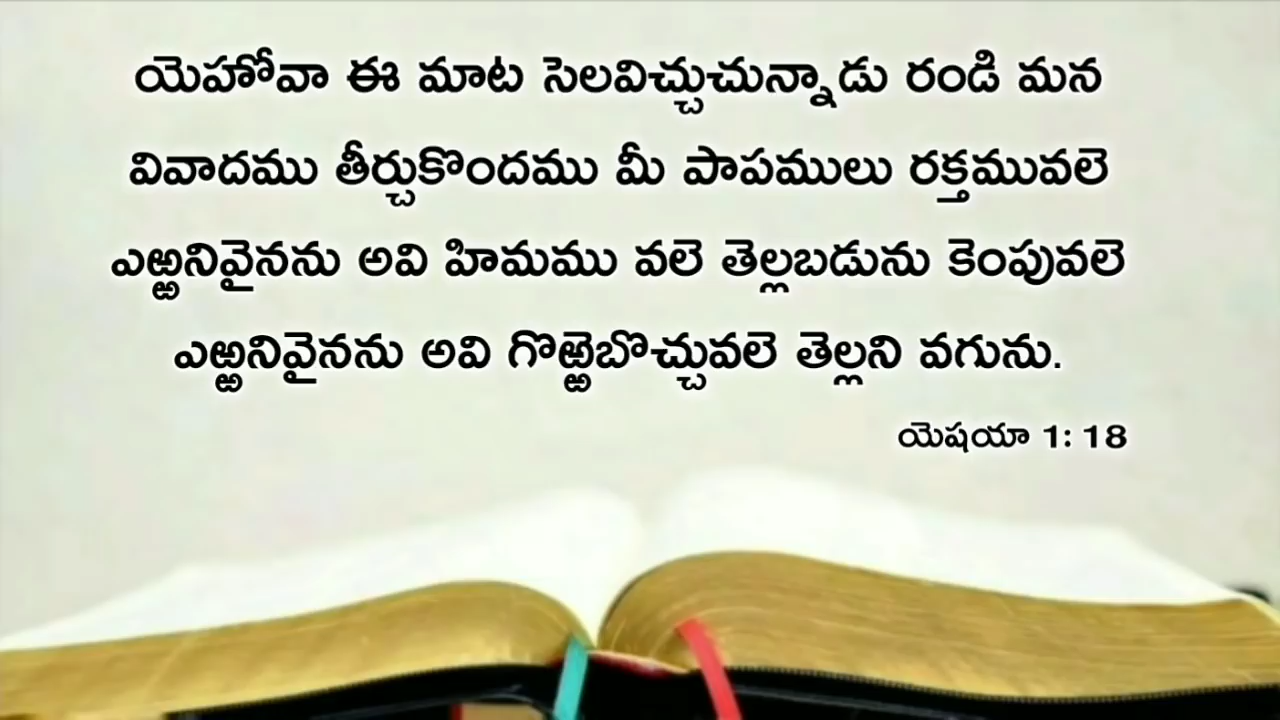 యెహోవా ఈ మాట సెలవిచ్చుచున్నాడు రండి మన
వివాదము తీర్చుకొందము మీ పాపములు రక్తమువలె
ఎఱ్ఱనివైనను అవి హిమము వలె తెల్లబడును కెంపువలె
ఎఱ్ఱనివైనను అవి గొఱ్ఱెబొచ్చువలె తెల్లని వగును.
యెషయా 1: 18